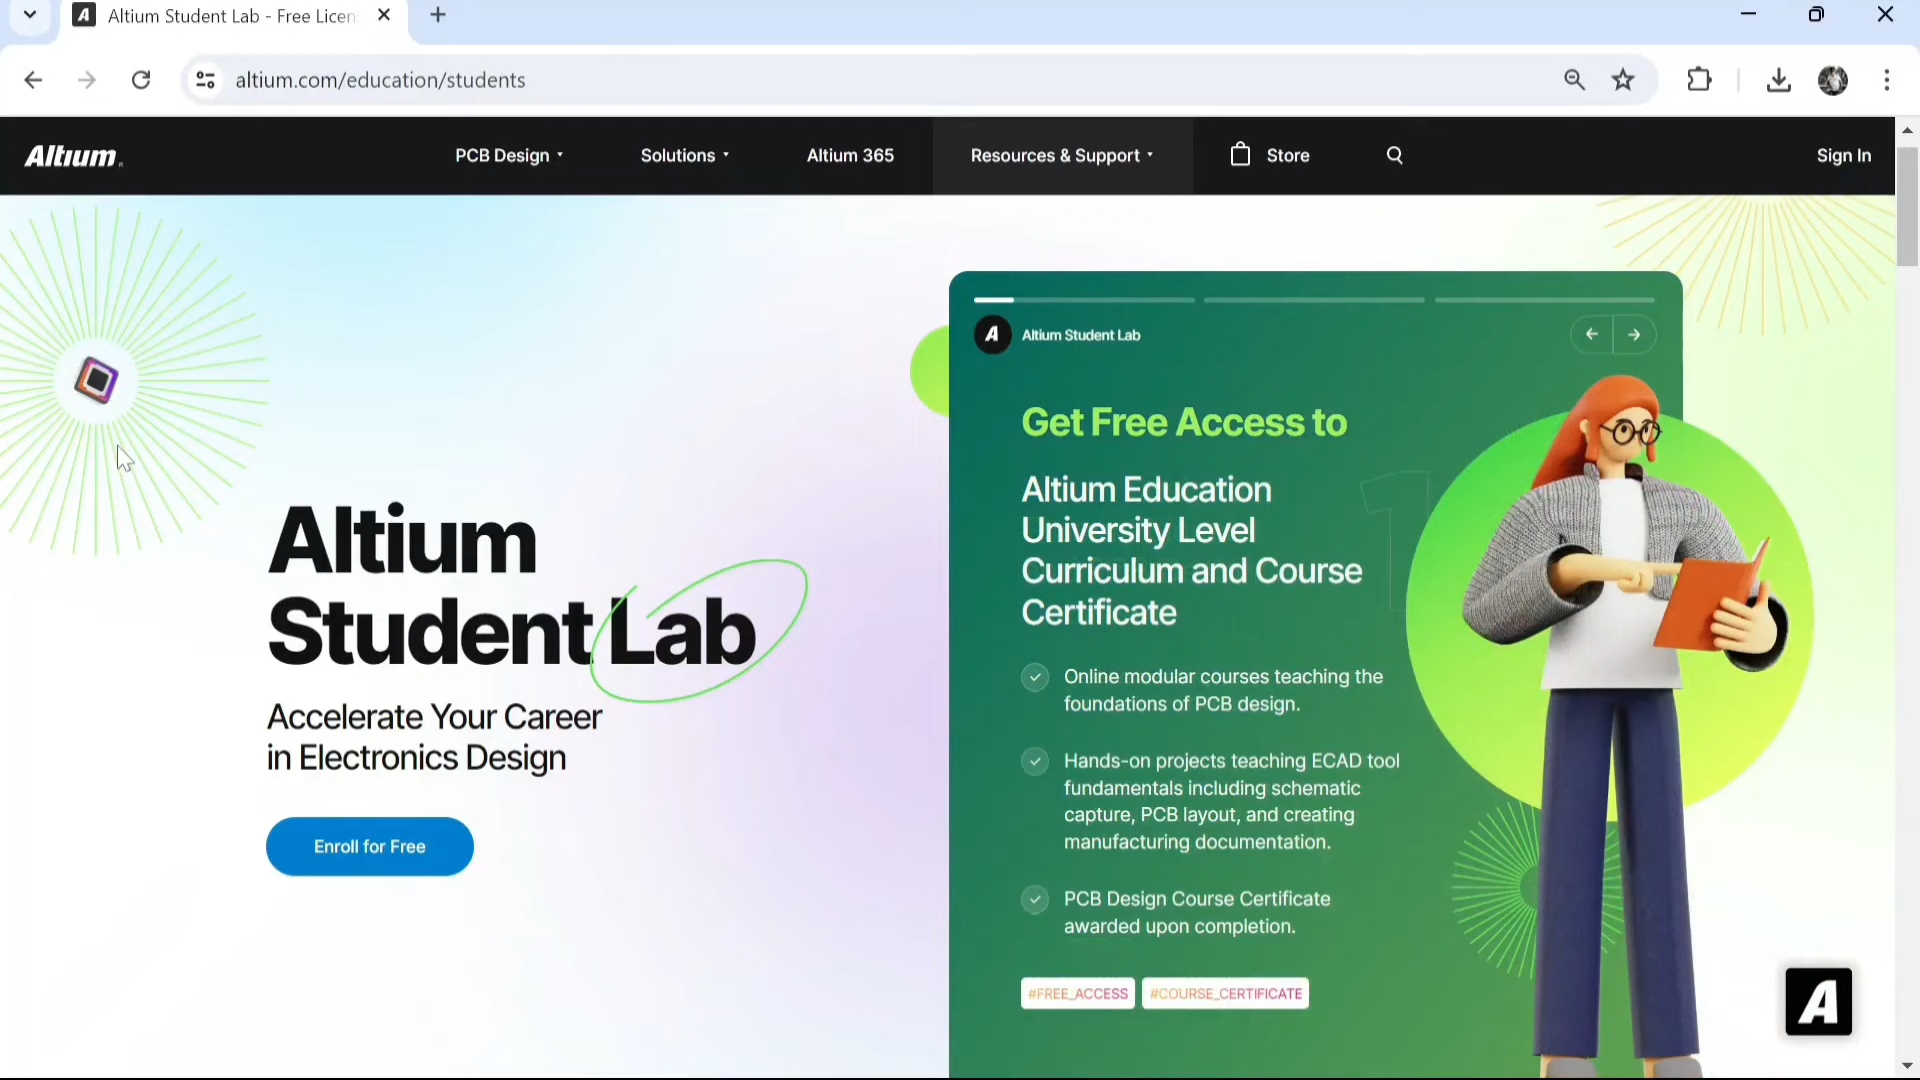 Altium Student Lab - Free Licen
altium.com/education/students
Altıum
PCB Design
Solutions
Altium 365
Resources & Support
Store
Sign In
Altium
Student Lab
Accelerate Your Career
in Electronics Design
Enroll for Free
Altium Student Lab
Get Free Access to
1
Altium Education
University Level
Curriculum and Course
Certificate
Online modular courses teaching the
foundations of PCB design.
Hands-on projects teaching ECAD tool
fundamentals including schematic
capture, PCB layout, and creating
manufacturing documentation.
PCB Design Course Certificate
awarded upon completion.
#FREE_ACCESS
#COURSE_CERTIFICATE